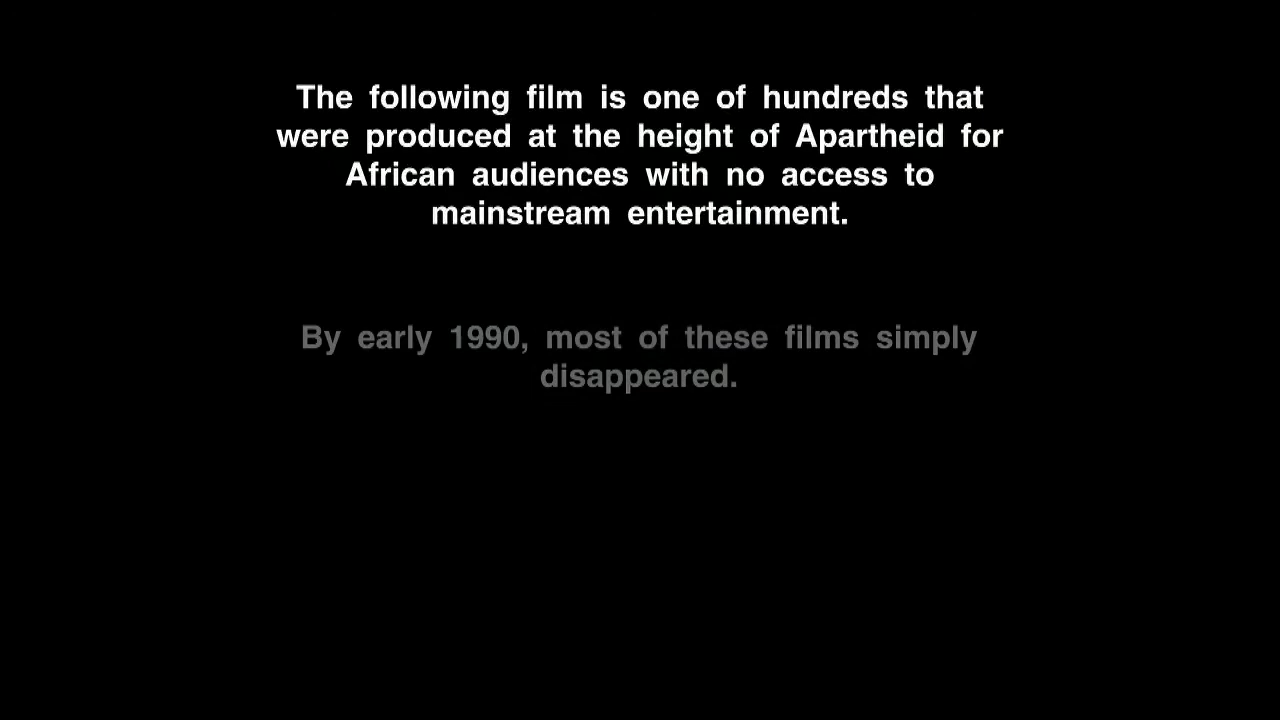 The following film is one of hundreds that
were produced at the height of Apartheid for
African audiences with no access to
mainstream entertainment.
By early 1990, most of these films simply
disappeared.